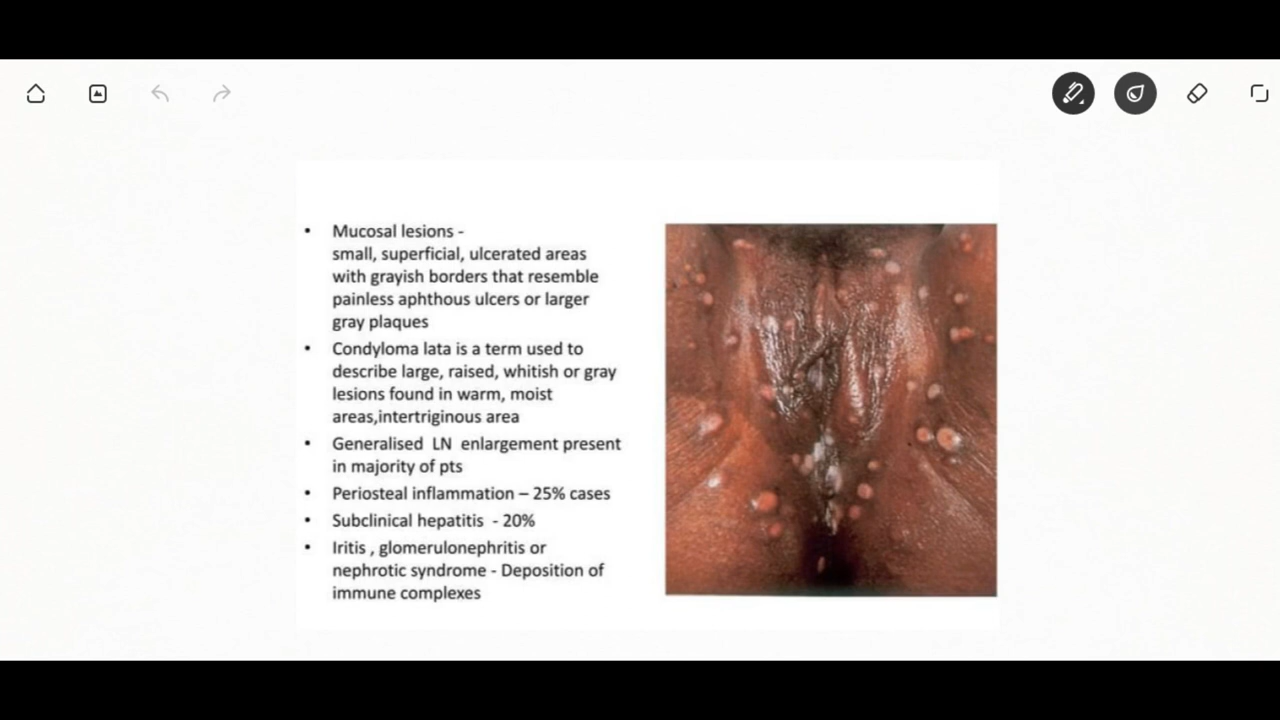 • Mucosal lesions -
small, superficial, ulcerated areas
with grayish borders that resemble
painless aphthous ulcers or larger
gray plaques
• Condyloma lata is a term used to
describe large, raised, whitish or gray
lesions found in warm, moist
areas,intertriginous area
• Generalised  LN  enlargement present
in majority of pts
• Periosteal inflammation – 25% cases
• Subclinical hepatitis  - 20%
• Iritis , glomerulonephritis or
nephrotic syndrome - Deposition of
immune complexes